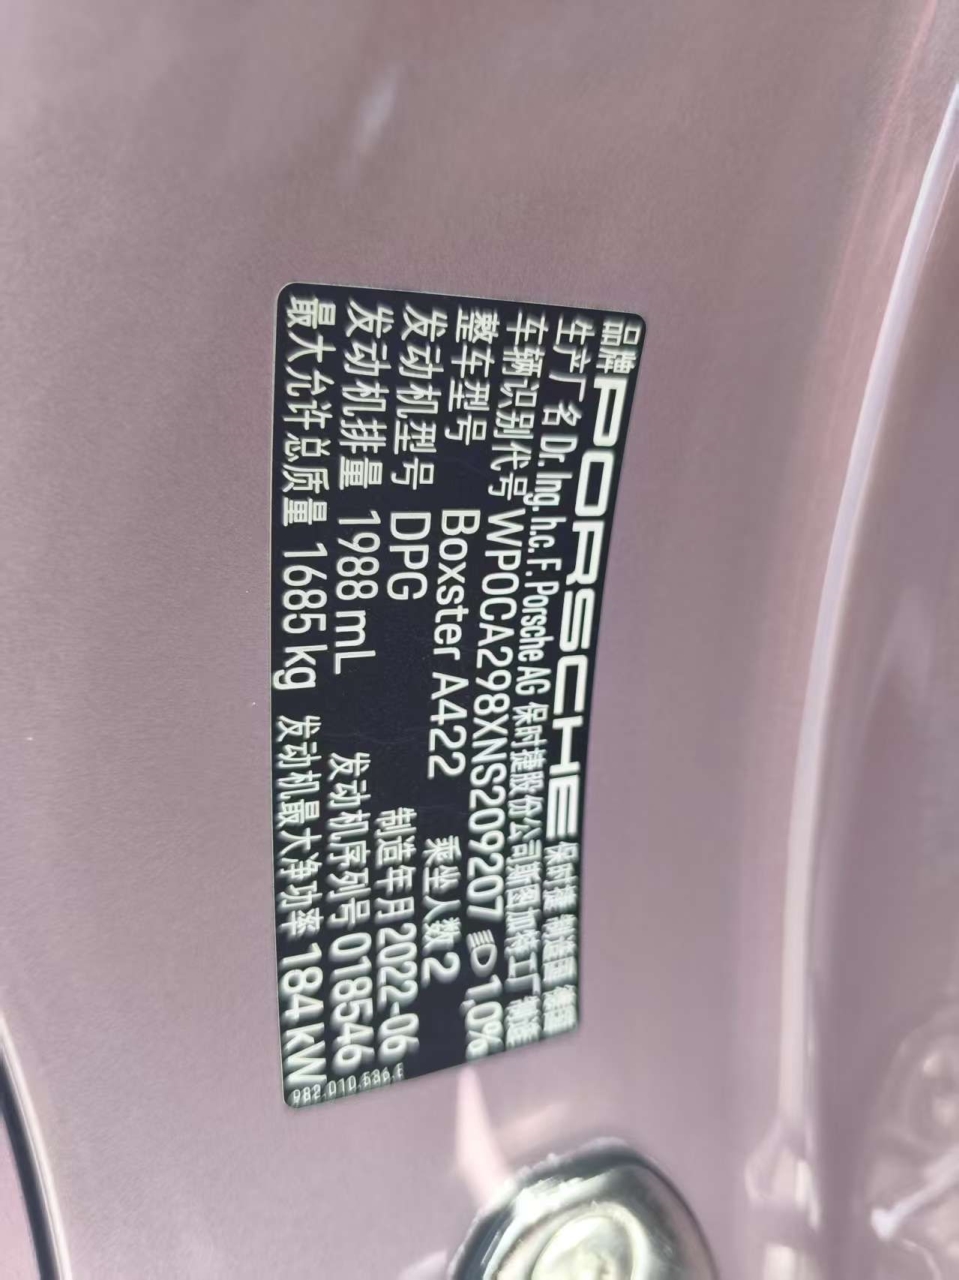 品牌 PORSCHE 保时捷 制造国 德国
生产厂名 Dr. Ing. h.c. F. Porsche AG 保时捷股份公司斯图加特工厂 德国
车辆识别代号 WP0CA298XNS209207 1,0%
整车型号 Boxster A422 乘坐人数 2
发动机型号 DPG 制造年月 2022-06
发动机排量 1988 mL 发动机序列号 018546
最大允许总质量 1685 kg 发动机最大净功率 184 kW
982.010.536.E